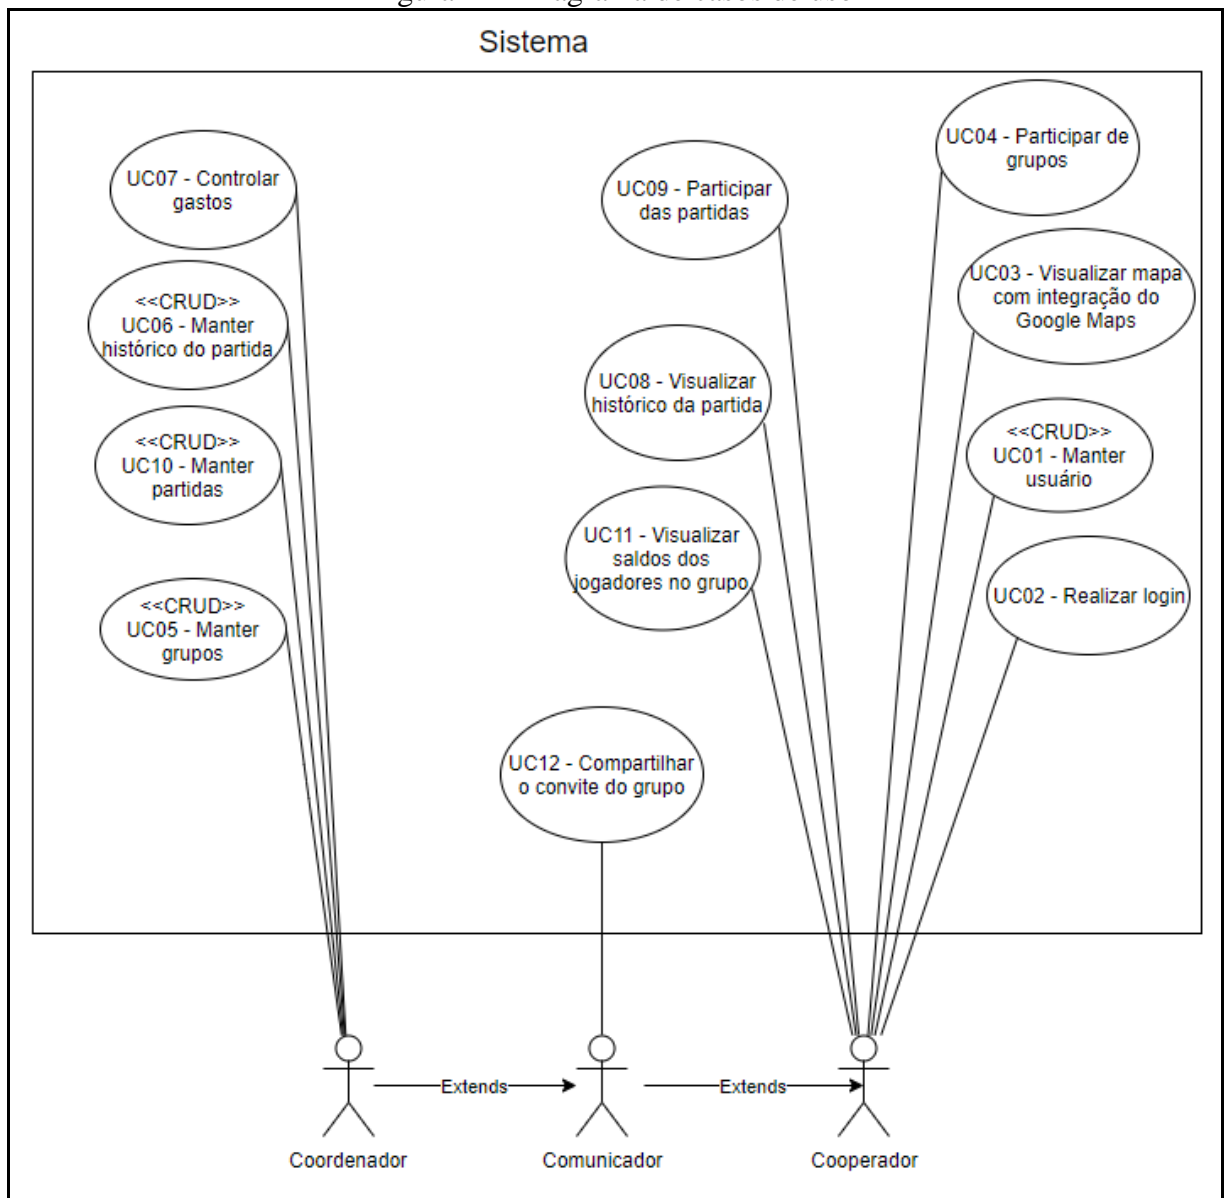 Sistema
UC07 - Controlar
gastos
<<CRUD>>
UC06 - Manter
histórico do partida
<<CRUD>>
UC10 - Manter
partidas
<<CRUD>>
UC05 - Manter
grupos
UC09 - Participar
das partidas
UC08 - Visualizar
histórico da partida
UC11 - Visualizar
saldos dos
jogadores no grupo
UC12 - Compartilhar
o convite do grupo
UC04 - Participar de
grupos
UC03 - Visualizar mapa
com integração do
Google Maps
<<CRUD>>
UC01 - Manter
usuário
UC02 - Realizar login
Extends
Extends
Coordenador
Comunicador
Cooperador